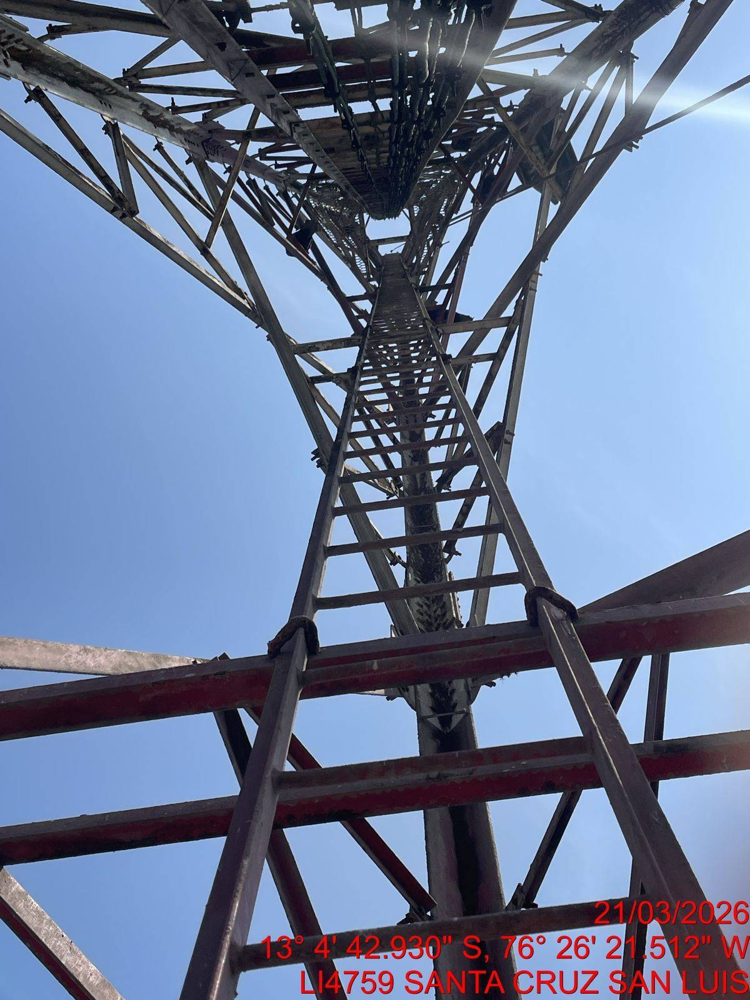 21/03/2026
13° 4' 42.930" S, 76° 26' 21.512" W
LI4759 SANTA CRUZ SAN LUIS